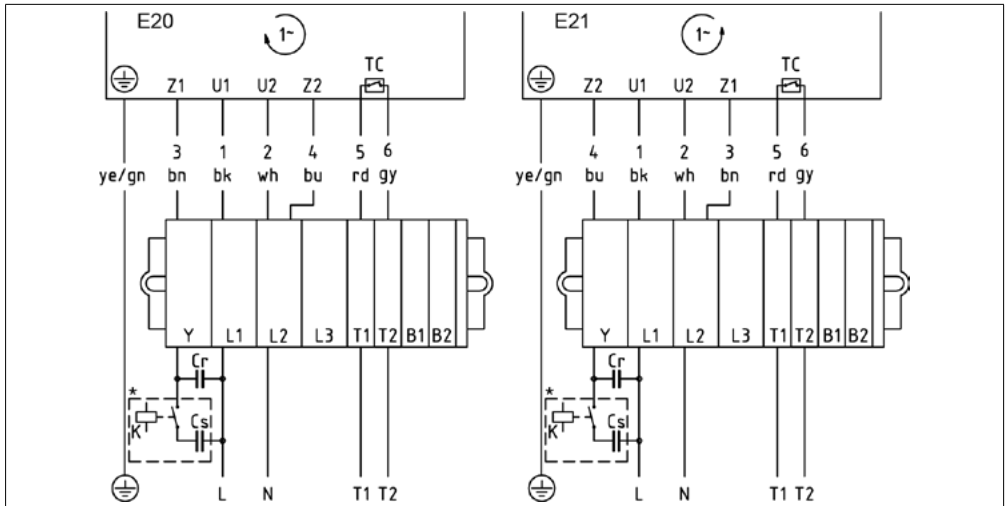 E20
1~
TC
Z1 U1 U2 Z2
3 1 2 4 5 6
ye/gn bn bk wh bu rd gy
Y L1 L2 L3 T1 T2 B1 B2
Cr
*
K Cs
L N T1 T2
E21
1~
TC
Z2 U1 U2 Z1
4 1 2 3 5 6
ye/gn bu bk wh bn rd gy
Y L1 L2 L3 T1 T2 B1 B2
Cr
*
K Cs
L N T1 T2